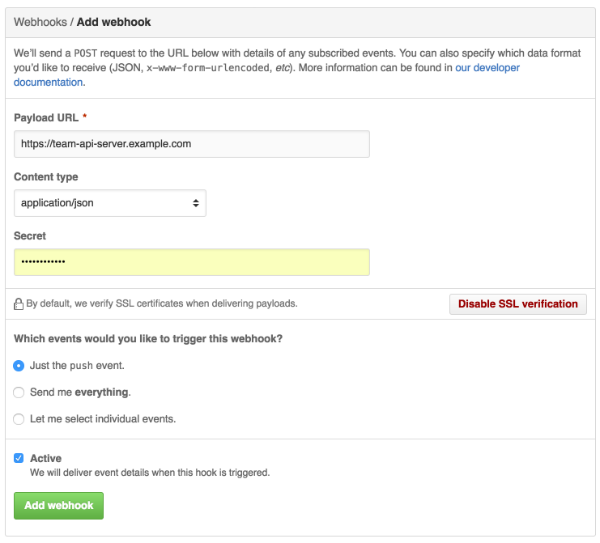 Webhooks / Add webhook
We'll send a POST request to the URL below with details of any subscribed events. You can also specify which data format
you'd like to receive (JSON, x-www-form-urlencoded, etc). More information can be found in our developer
documentation.
Payload URL *
https://team-api-server.example.com
Content type
application/json
Secret
••••••••••••
By default, we verify SSL certificates when delivering payloads.
Disable SSL verification
Which events would you like to trigger this webhook?
Just the push event.
Send me everything.
Let me select individual events.
Active
We will deliver event details when this hook is triggered.
Add webhook